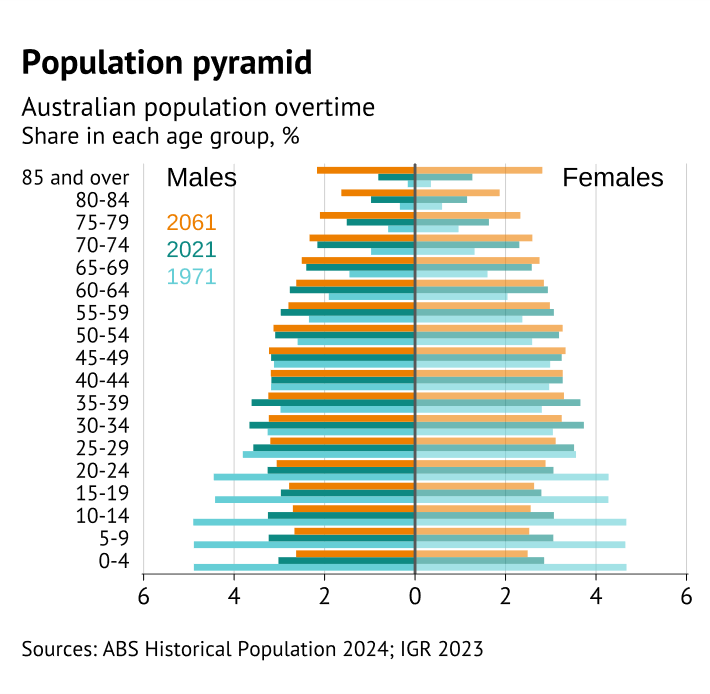 Population pyramid
Australian population overtime
Share in each age group, %
Males
Females
2061
2021
1971
85 and over
80-84
75-79
70-74
65-69
60-64
55-59
50-54
45-49
40-44
35-39
30-34
25-29
20-24
15-19
10-14
5-9
0-4
6 4 2 0 2 4 6
Sources: ABS Historical Population 2024; IGR 2023